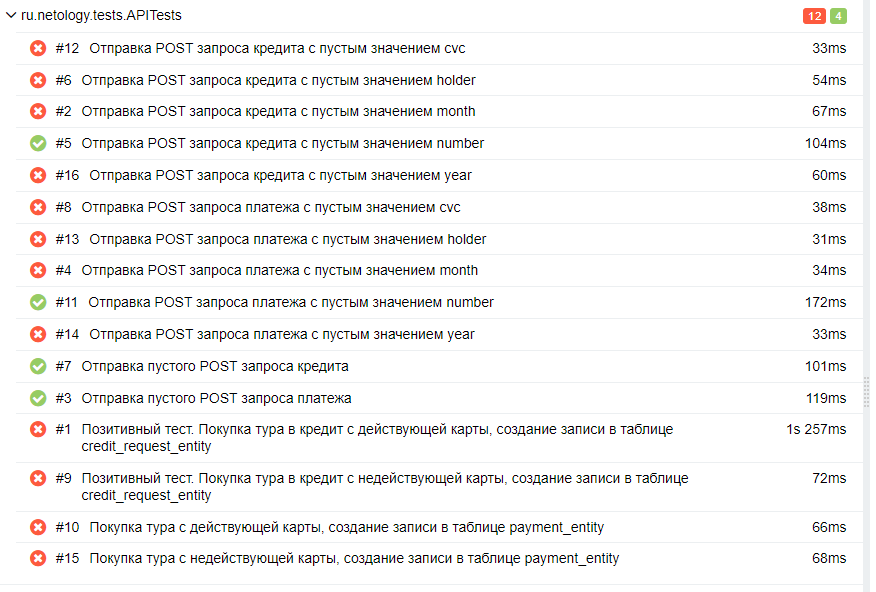 ru.netology.tests.APITests 12 4
#12 Отправка POST запроса кредита с пустым значением cvc 33ms
#6 Отправка POST запроса кредита с пустым значением holder 54ms
#2 Отправка POST запроса кредита с пустым значением month 67ms
#5 Отправка POST запроса кредита с пустым значением number 104ms
#16 Отправка POST запроса кредита с пустым значением year 60ms
#8 Отправка POST запроса платежа с пустым значением cvc 38ms
#13 Отправка POST запроса платежа с пустым значением holder 31ms
#4 Отправка POST запроса платежа с пустым значением month 34ms
#11 Отправка POST запроса платежа с пустым значением number 172ms
#14 Отправка POST запроса платежа с пустым значением year 33ms
#7 Отправка пустого POST запроса кредита 101ms
#3 Отправка пустого POST запроса платежа 119ms
#1 Позитивный тест. Покупка тура в кредит с действующей карты, создание записи в таблице 1s 257ms
credit_request_entity
#9 Позитивный тест. Покупка тура в кредит с недействующей карты, создание записи в таблице 72ms
credit_request_entity
#10 Покупка тура с действующей карты, создание записи в таблице payment_entity 66ms
#15 Покупка тура с недействующей карты, создание записи в таблице payment_entity 68ms